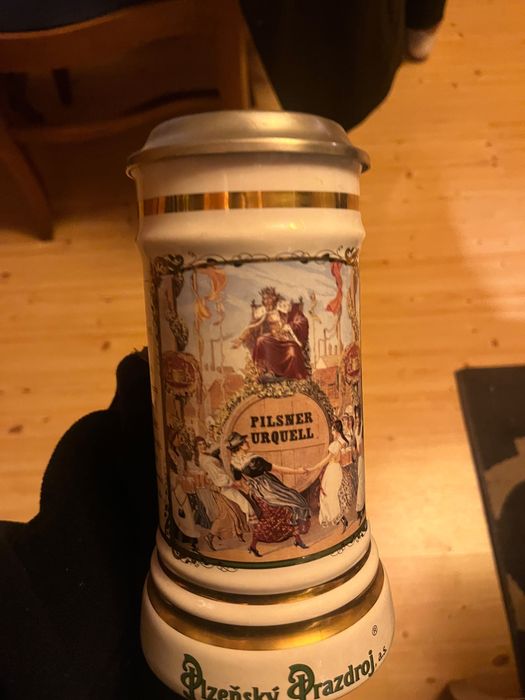 PILSNER
URQUELL
®
Plzeňský Prazdroj, a.s.